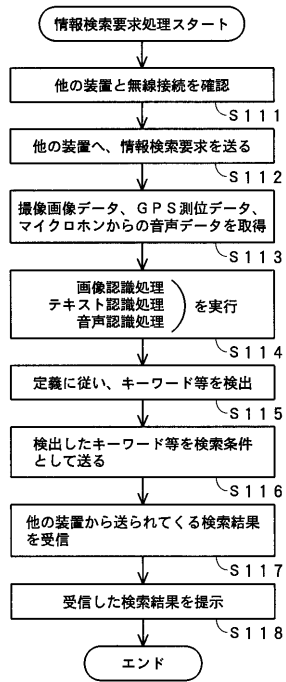 情報検索要求処理スタート
他の装置と無線接続を確認
S111
他の装置へ、情報検索要求を送る
S112
撮像画像データ、GPS測位データ、
マイクロホンからの音声データを取得
S113
画像認識処理
テキスト認識処理
音声認識処理
を実行
S114
定義に従い、キーワード等を検出
S115
検出したキーワード等を検索条件
として送る
S116
他の装置から送られてくる検索結果
を受信
S117
受信した検索結果を提示
S118
エンド